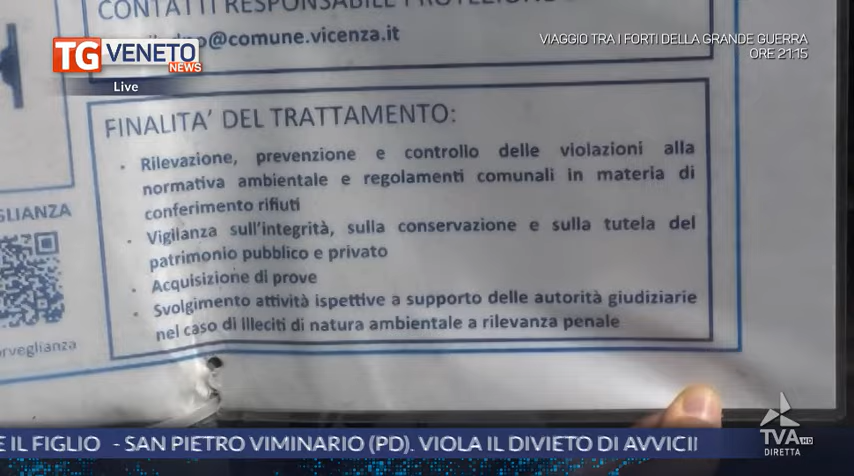 CONTATTI RESPONSABILE PROTEZIONE
@comune.vicenza.it
TG VENETO
NEWS
Live
VIAGGIO TRA I FORTI DELLA GRANDE GUERRA
ORE 21:15
FINALITA' DEL TRATTAMENTO:
· Rilevazione, prevenzione e controllo delle violazioni alla
normativa ambientale e regolamenti comunali in materia di
conferimento rifiuti
· Vigilanza sull'integrità, sulla conservazione e sulla tutela del
patrimonio pubblico e privato
· Acquisizione di prove
· Svolgimento attività ispettive a supporto delle autorità giudiziarie
nel caso di illeciti di natura ambientale a rilevanza penale
GLIANZA
orveglianza
E IL FIGLIO - SAN PIETRO VIMINARIO (PD). VIOLA IL DIVIETO DI AVVICI
TVA HD
DIRETTA